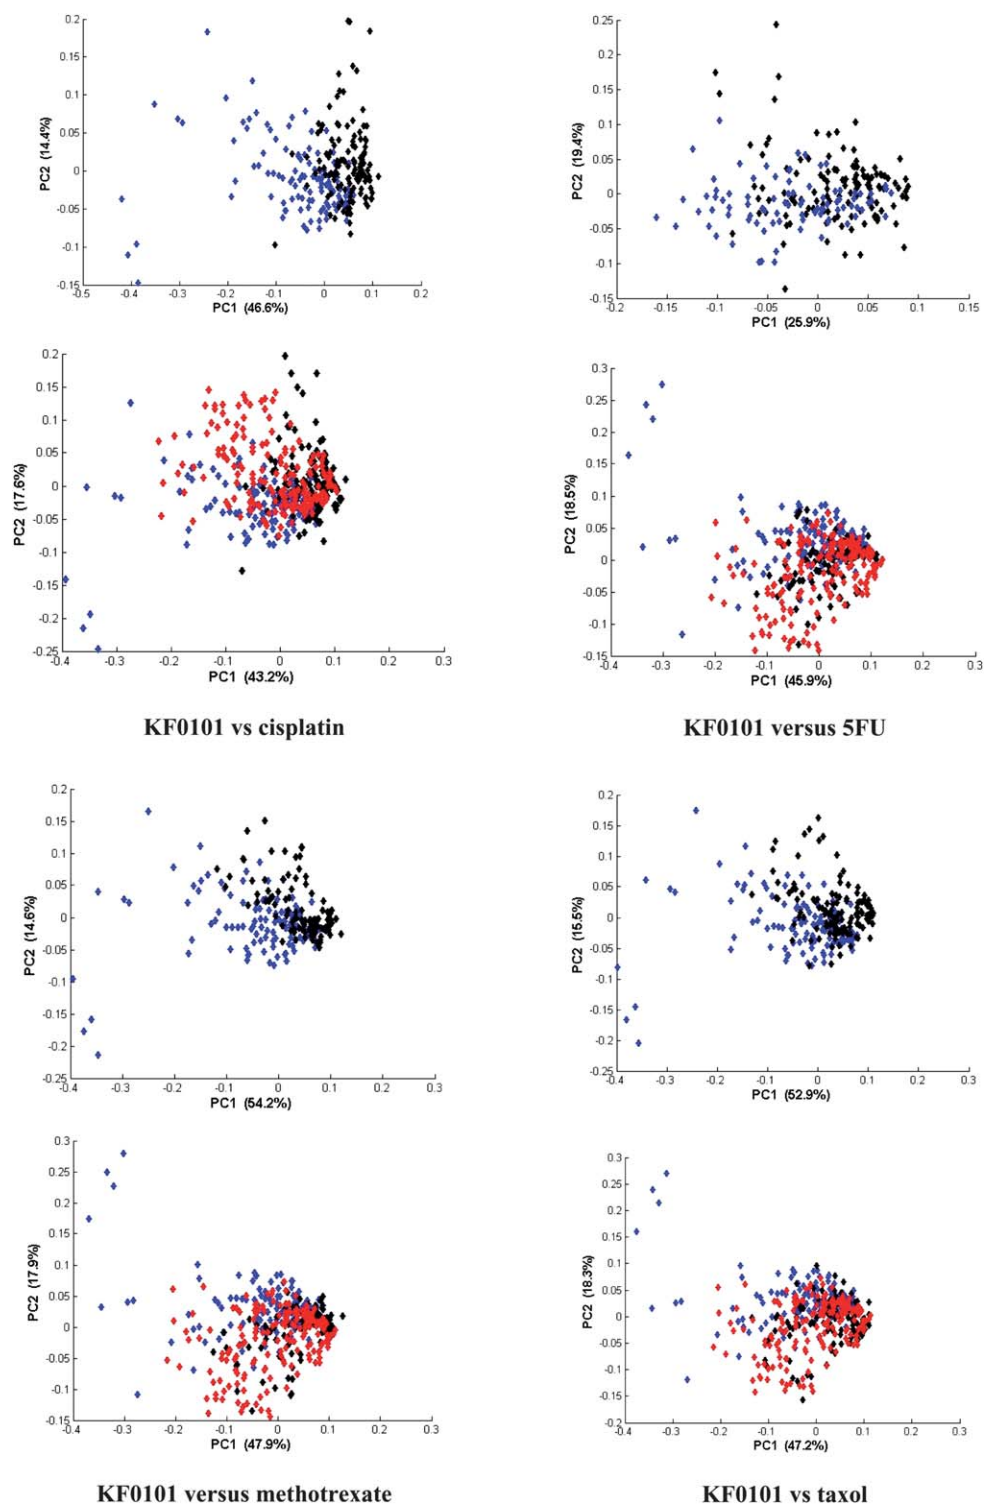 0.2
0.15
0.1
0.05
0
-0.05
-0.1
-0.15
PC2 (14.4%)
-0.5 -0.4 -0.3 -0.2 -0.1 0 0.1 0.2
PC1 (46.6%)
0.25
0.2
0.15
0.1
0.05
0
-0.05
-0.1
-0.15
PC2 (19.4%)
-0.2 -0.15 -0.1 -0.05 0 0.05 0.1 0.15
PC1 (25.9%)
0.2
0.15
0.1
0.05
0
-0.05
-0.1
-0.15
-0.2
-0.25
PC2 (17.6%)
-0.4 -0.3 -0.2 -0.1 0 0.1 0.2 0.3
PC1 (43.2%)
KF0101 vs cisplatin
0.3
0.25
0.2
0.15
0.1
0.05
0
-0.05
-0.1
-0.15
PC2 (18.5%)
-0.4 -0.3 -0.2 -0.1 0 0.1 0.2 0.3
PC1 (45.9%)
KF0101 versus 5FU
0.2
0.15
0.1
0.05
0
-0.05
-0.1
-0.15
-0.2
-0.25
PC2 (14.6%)
-0.4 -0.3 -0.2 -0.1 0 0.1 0.2 0.3
PC1 (54.2%)
0.2
0.15
0.1
0.05
0
-0.05
-0.1
-0.15
-0.2
-0.25
PC2 (15.5%)
-0.4 -0.3 -0.2 -0.1 0 0.1 0.2 0.3
PC1 (52.9%)
0.3
0.25
0.2
0.15
0.1
0.05
0
-0.05
-0.1
-0.15
PC2 (17.9%)
-0.4 -0.3 -0.2 -0.1 0 0.1 0.2 0.3
PC1 (47.9%)
KF0101 versus methotrexate
0.3
0.25
0.2
0.15
0.1
0.05
0
-0.05
-0.1
-0.15
-0.2
PC2 (18.3%)
-0.4 -0.3 -0.2 -0.1 0 0.1 0.2 0.3
PC1 (47.2%)
KF0101 vs taxol